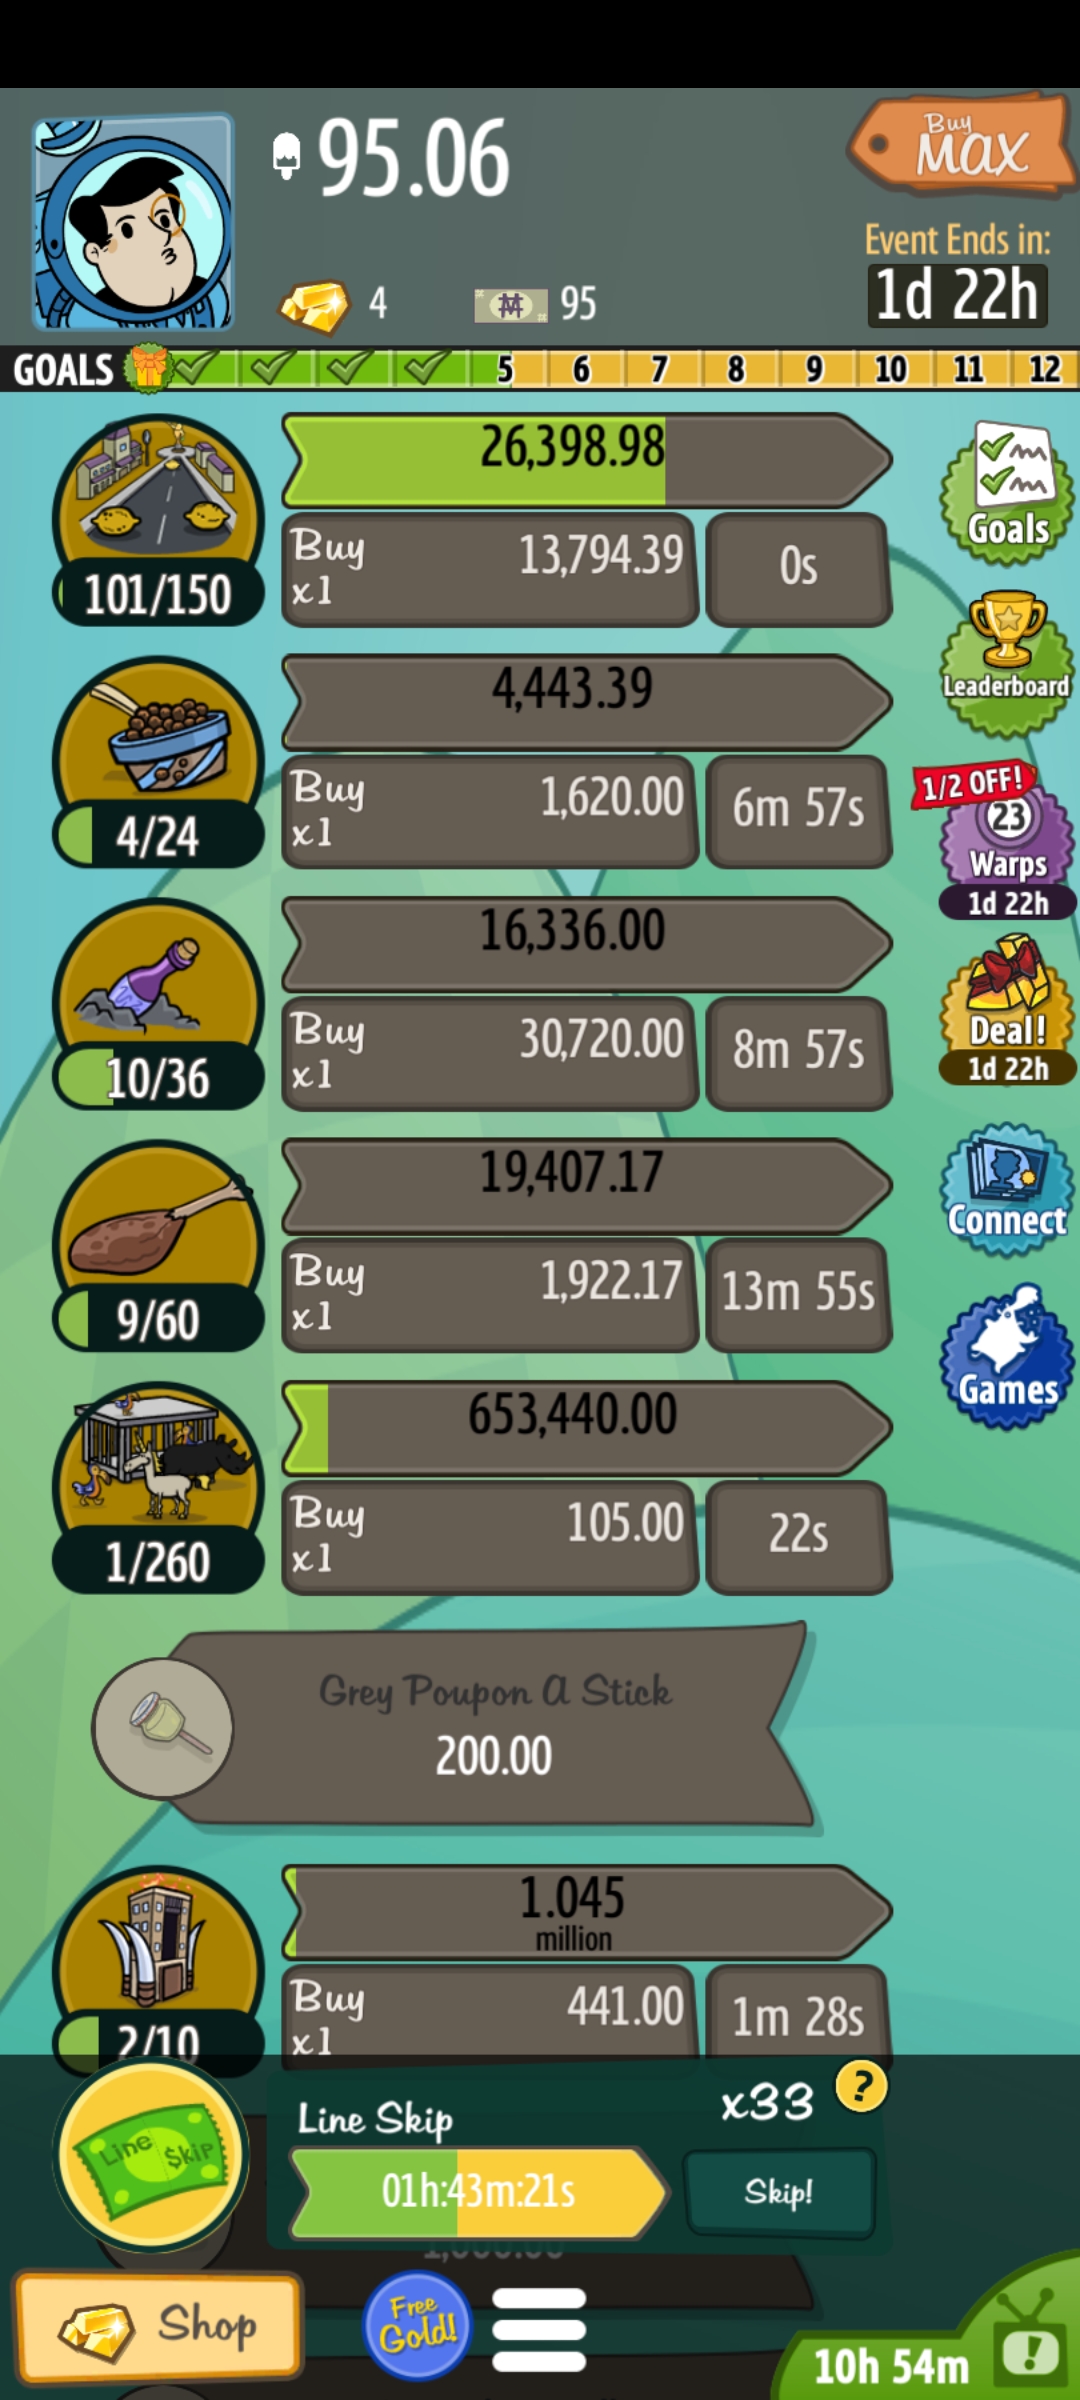 95.06
Buy
MAX
Event Ends in:
1d 22h
4
95
GOALS 5 6 7 8 9 10 11 12
26,398.98
Buy
x1
13,794.39
0s
101/150
Goals
4,443.39
Buy
x1
1,620.00
6m 57s
4/24
Leaderboard
1/2 OFF!
23
Warps
1d 22h
16,336.00
Buy
x1
30,720.00
8m 57s
10/36
Deal!
1d 22h
19,407.17
Buy
x1
1,922.17
13m 55s
9/60
Connect
Games
653,440.00
Buy
x1
105.00
22s
1/260
Grey Poupon A Stick
200.00
1.045
million
Buy
x1
441.00
1m 28s
2/10
Line $kip
Line Skip
x33
?
01h:43m:21s
Skip!
1,000.00
Shop
Free
Gold!
10h 54m